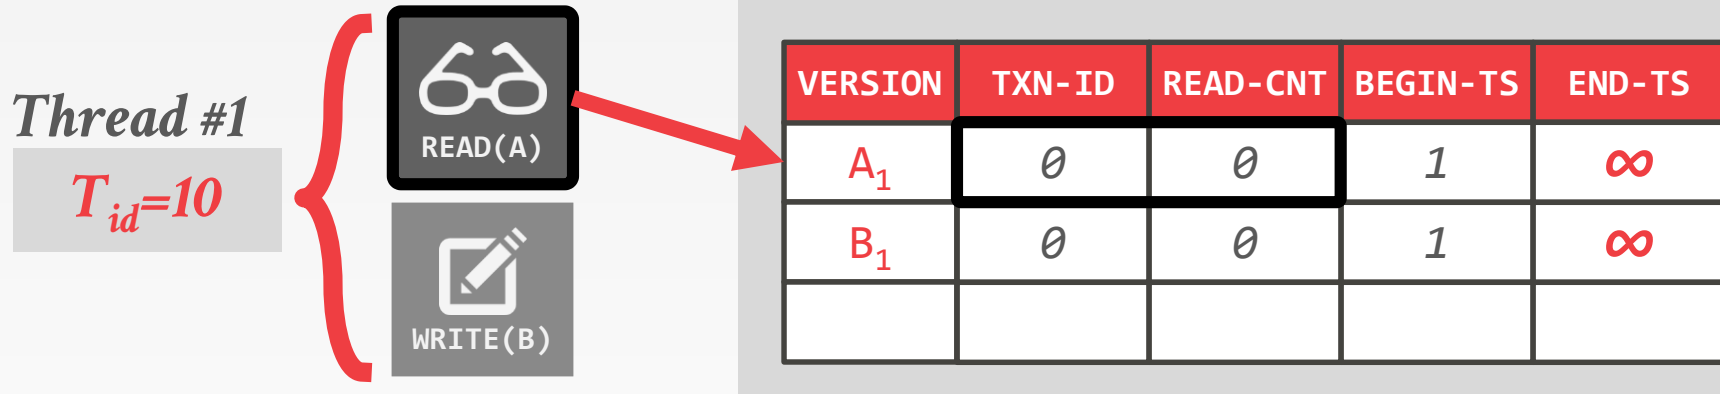 Thread #1
T_id=10
READ(A)
WRITE(B)
VERSION TXN-ID READ-CNT BEGIN-TS END-TS
A₁ 0 0 1 ∞
B₁ 0 0 1 ∞